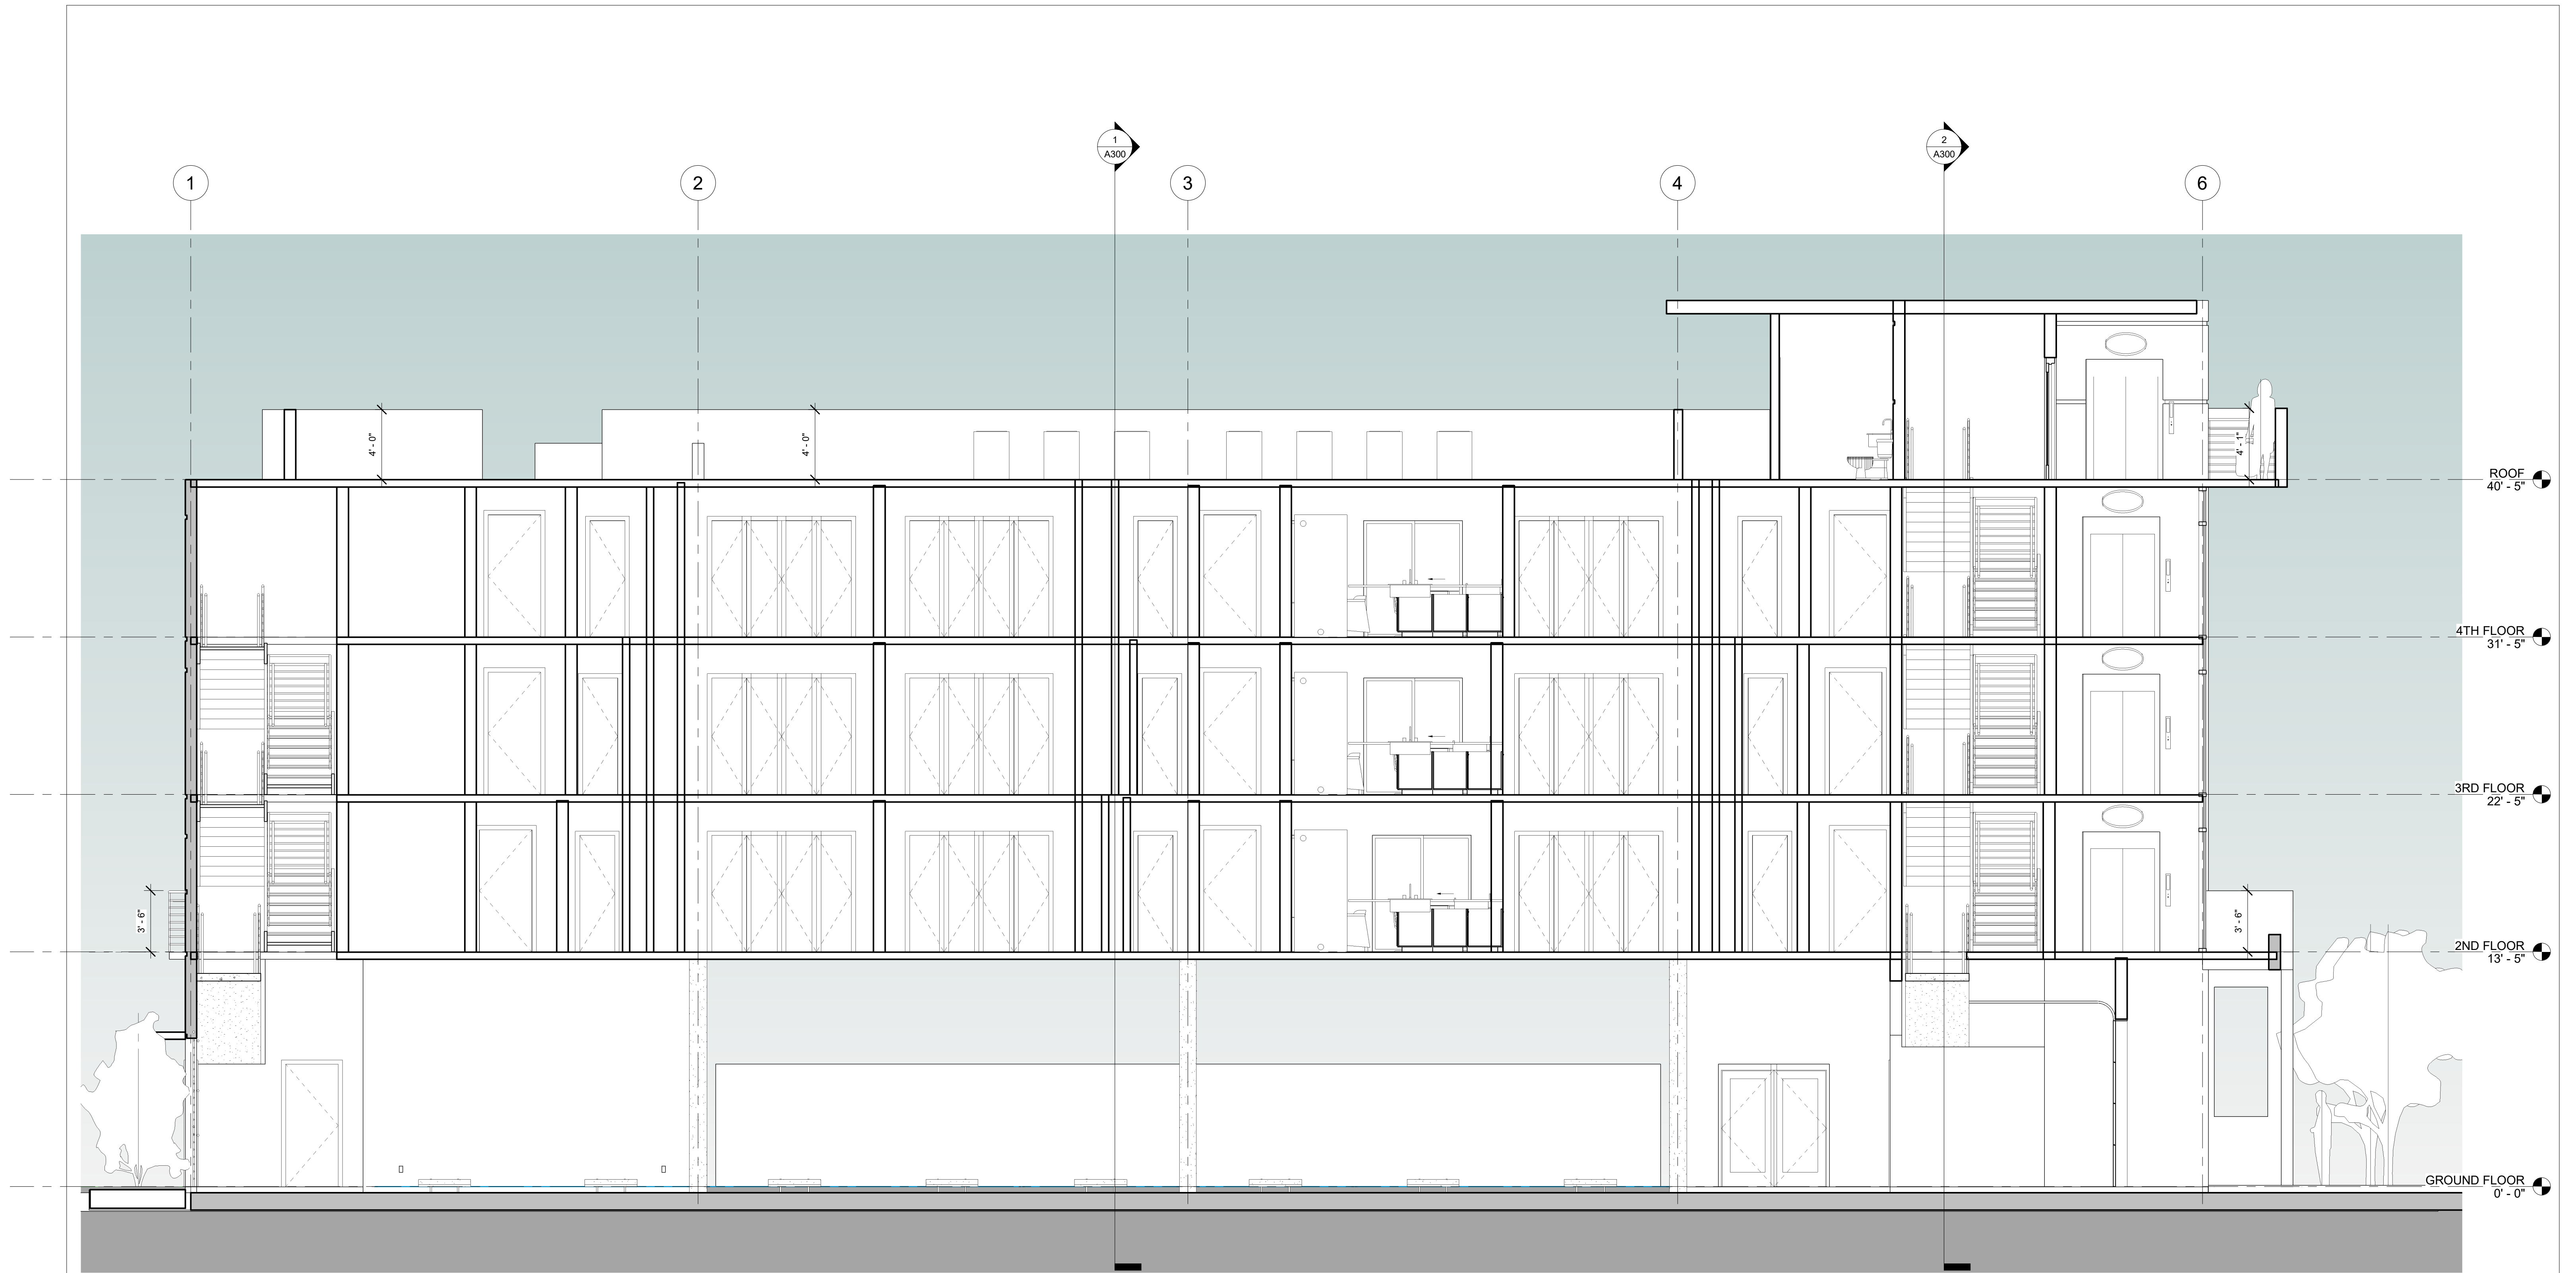 1
A300
2
A300
1
2
3
4
6
4' - 0"
4' - 0"
4' - 1"
ROOF
40' - 5"
4TH FLOOR
31' - 5"
3RD FLOOR
22' - 5"
3' - 6"
3' - 6"
2ND FLOOR
13' - 5"
GROUND FLOOR
0' - 0"